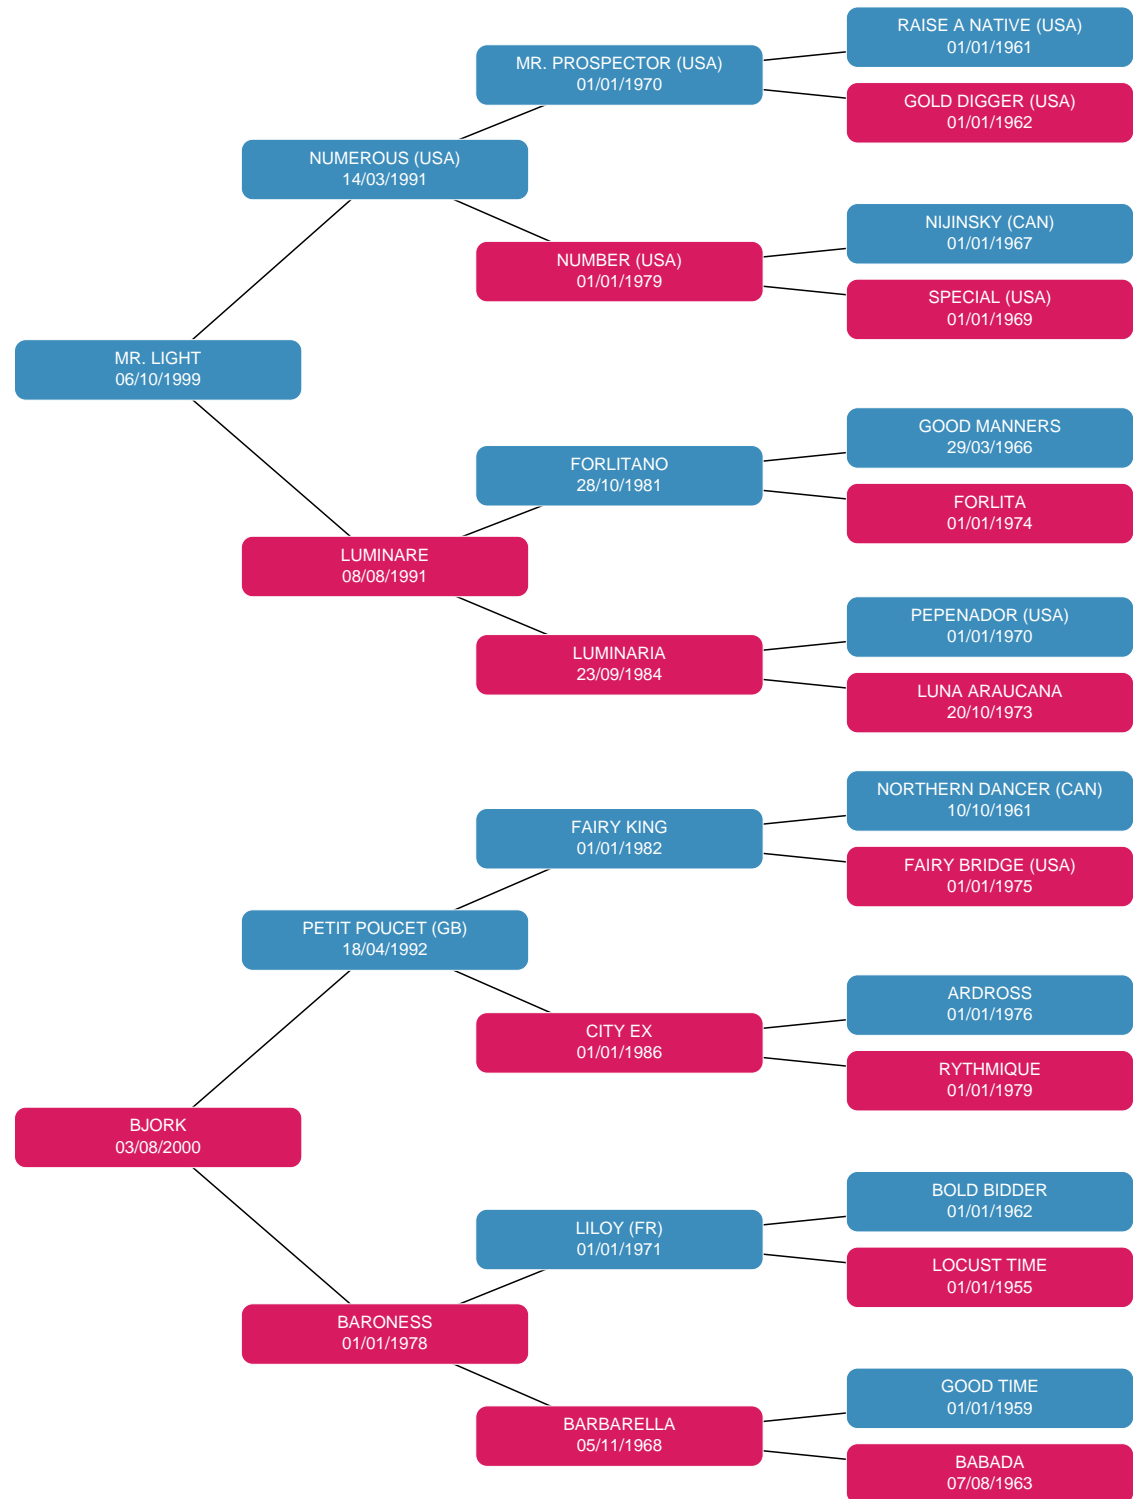 RAISE A NATIVE (USA)
01/01/1961
MR. PROSPECTOR (USA)
01/01/1970
GOLD DIGGER (USA)
01/01/1962
NUMEROUS (USA)
14/03/1991
NIJINSKY (CAN)
01/01/1967
NUMBER (USA)
01/01/1979
SPECIAL (USA)
01/01/1969
MR. LIGHT
06/10/1999
GOOD MANNERS
29/03/1966
FORLITANO
28/10/1981
FORLITA
01/01/1974
LUMINARE
08/08/1991
PEPENADOR (USA)
01/01/1970
LUMINARIA
23/09/1984
LUNA ARAUCANA
20/10/1973
NORTHERN DANCER (CAN)
10/10/1961
FAIRY KING
01/01/1982
FAIRY BRIDGE (USA)
01/01/1975
PETIT POUCET (GB)
18/04/1992
ARDROSS
01/01/1976
CITY EX
01/01/1986
RYTHMIQUE
01/01/1979
BJORK
03/08/2000
BOLD BIDDER
01/01/1962
LILOY (FR)
01/01/1971
LOCUST TIME
01/01/1955
BARONESS
01/01/1978
GOOD TIME
01/01/1959
BARBARELLA
05/11/1968
BABADA
07/08/1963